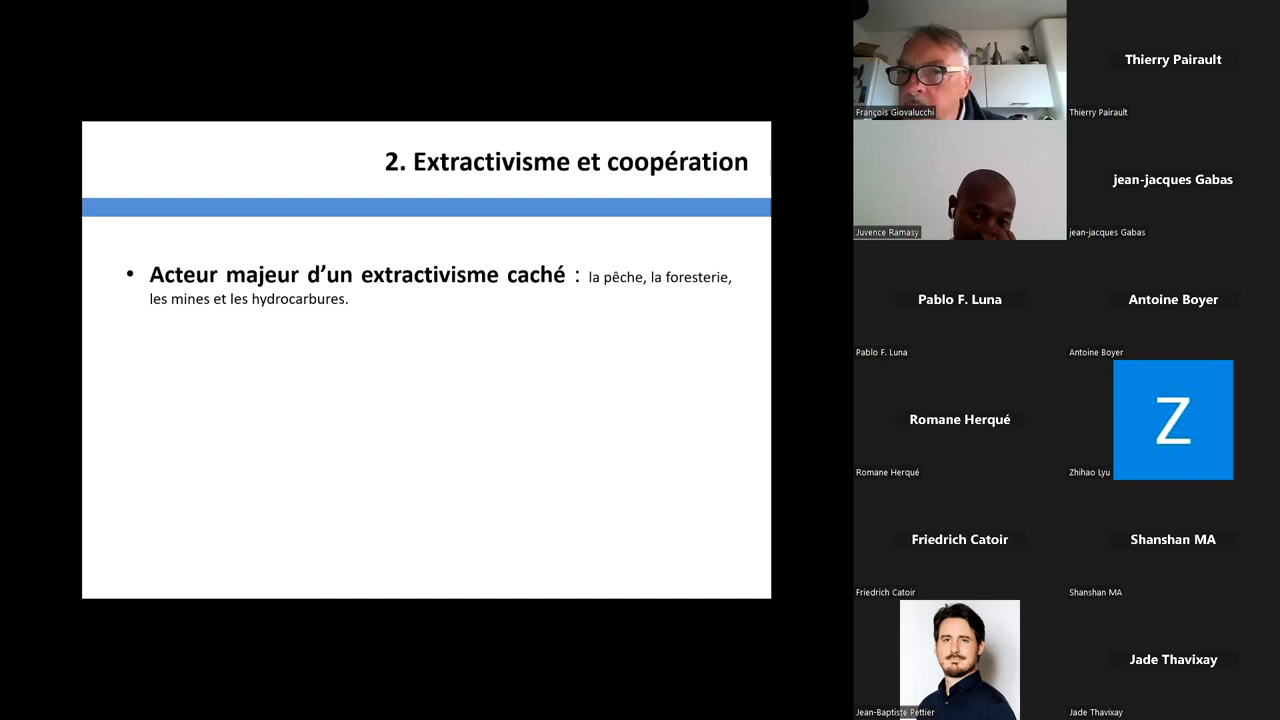 2. Extractivisme et coopération
• Acteur majeur d’un extractivisme caché : la pêche, la foresterie,
les mines et les hydrocarbures.
François Giovalucchi
Thierry Pairault
Thierry Pairault
Juvence Ramasy
jean-jacques Gabas
jean-jacques Gabas
Pablo F. Luna
Pablo F. Luna
Antoine Boyer
Antoine Boyer
Romane Herqué
Romane Herqué
Z
Zhihao Lyu
Friedrich Catoir
Friedrich Catoir
Shanshan MA
Shanshan MA
Jean-Baptiste Pettier
Jade Thavixay
Jade Thavixay